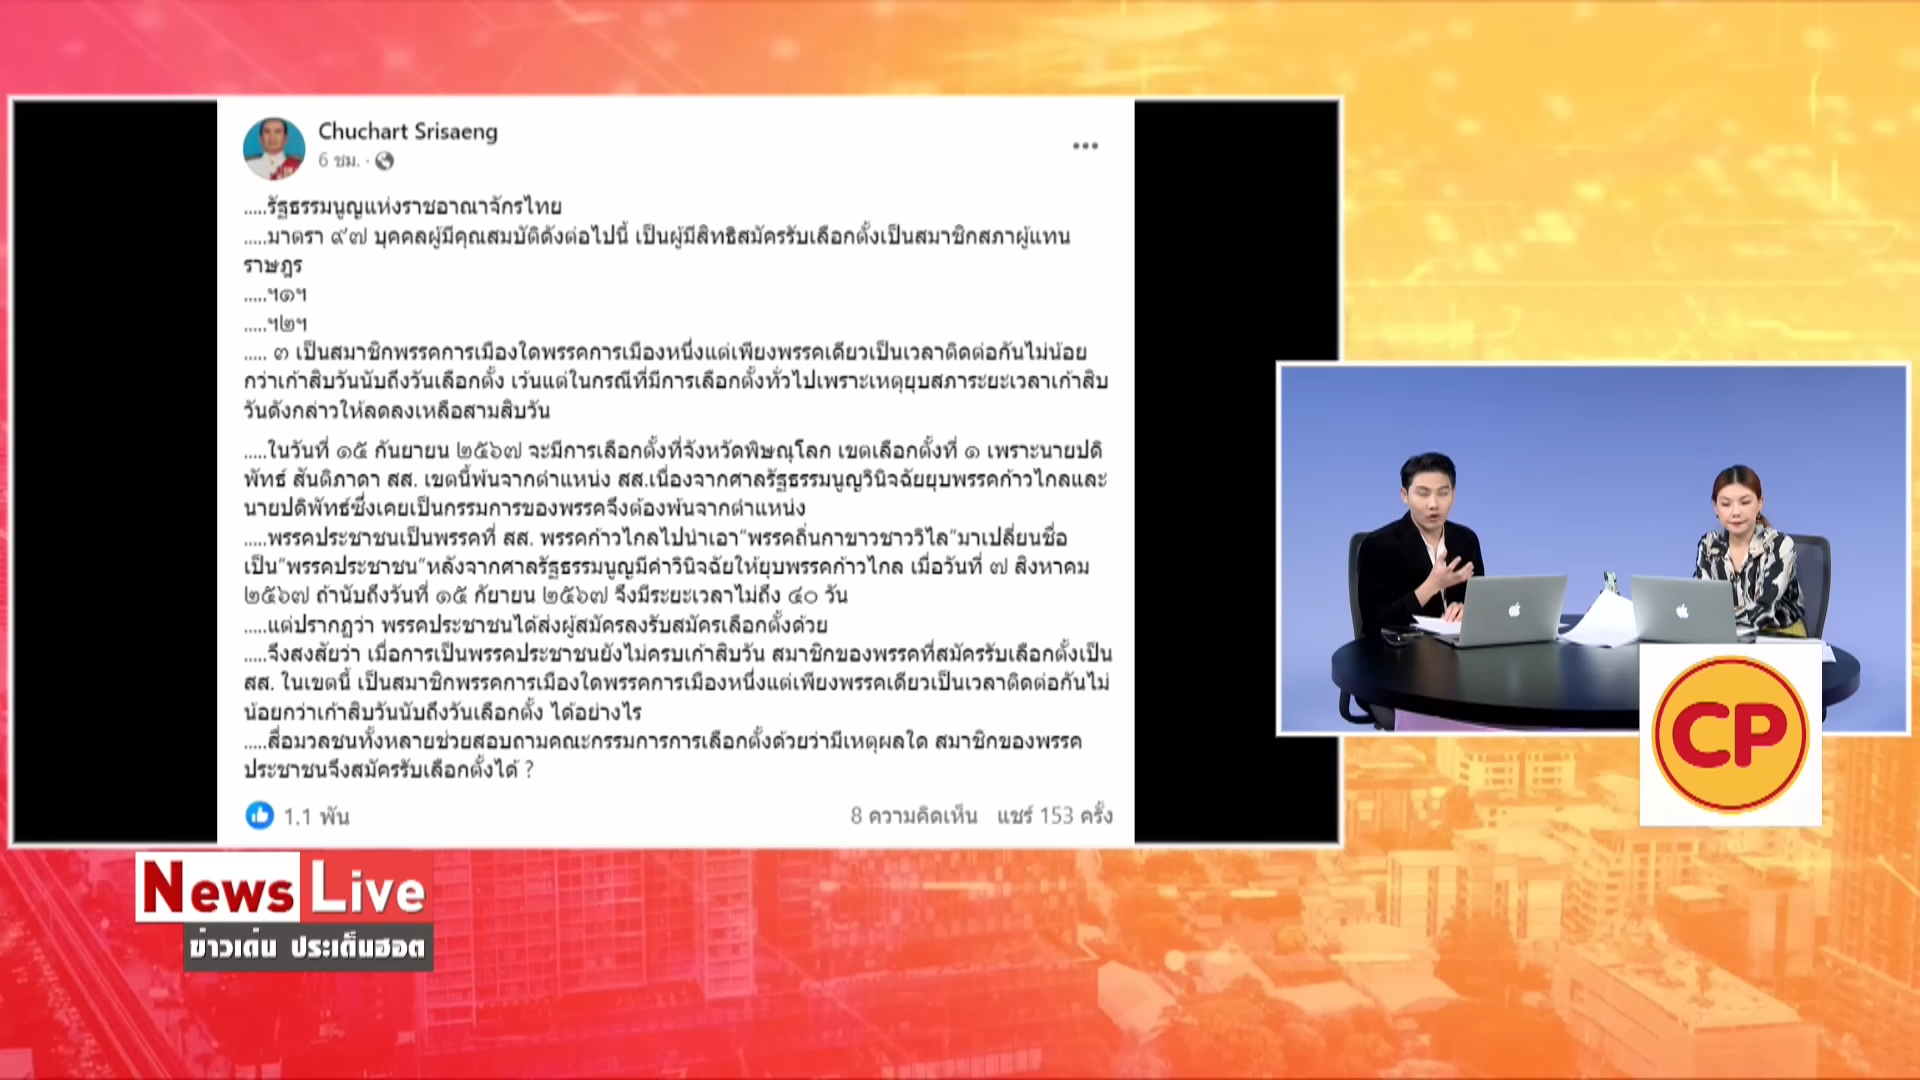 Chuchart Srisaeng
6 ชม. ·
.....รัฐธรรมนูญแห่งราชอาณาจักรไทย
.....มาตรา ๙๗ บุคคลผู้มีคุณสมบัติดังต่อไปนี้ เป็นผู้มีสิทธิสมัครรับเลือกตั้งเป็นสมาชิกสภาผู้แทน
ราษฎร
.....ฯ๑ฯ
.....ฯ๒ฯ
..... ๓ เป็นสมาชิกพรรคการเมืองใดพรรคการเมืองหนึ่งแต่เพียงพรรคเดียวเป็นเวลาติดต่อกันไม่น้อย
กว่าเก้าสิบวันนับถึงวันเลือกตั้ง เว้นแต่ในกรณีที่มีการเลือกตั้งทั่วไปเพราะเหตุยุบสภาระยะเวลาเก้าสิบ
วันดังกล่าวให้ลดลงเหลือสามสิบวัน
.....ในวันที่ ๑๕ กันยายน ๒๕๖๗ จะมีการเลือกตั้งที่จังหวัดพิษณุโลก เขตเลือกตั้งที่ ๑ เพราะนายปดิ
พัทธ์ สันติภาดา สส. เขตนี้พ้นจากตำแหน่ง สส.เนื่องจากศาลรัฐธรรมนูญวินิจฉัยยุบพรรคก้าวไกลและ
นายปดิพัทธ์ซึ่งเคยเป็นกรรมการของพรรคจึงต้องพ้นจากตำแหน่ง
.....พรรคประชาชนเป็นพรรคที่ สส. พรรคก้าวไกลไปนำเอา"พรรคถิ่นกาขาวชาววิไล"มาเปลี่ยนชื่อ
เป็น"พรรคประชาชน"หลังจากศาลรัฐธรรมนูญมีคำวินิจฉัยให้ยุบพรรคก้าวไกล เมื่อวันที่ ๗ สิงหาคม
๒๕๖๗ ถ้านับถึงวันที่ ๑๕ กัยายน ๒๕๖๗ จึงมีระยะเวลาไม่ถึง ๔๐ วัน
.....แต่ปรากฏว่า พรรคประชาชนได้ส่งผู้สมัครลงรับสมัครเลือกตั้งด้วย
.....จึงสงสัยว่า เมื่อการเป็นพรรคประชาชนยังไม่ครบเก้าสิบวัน สมาชิกของพรรคที่สมัครรับเลือกตั้งเป็น
สส. ในเขตนี้ เป็นสมาชิกพรรคการเมืองใดพรรคการเมืองหนึ่งแต่เพียงพรรคเดียวเป็นเวลาติดต่อกันไม่
น้อยกว่าเก้าสิบวันนับถึงวันเลือกตั้ง ได้อย่างไร
.....สื่อมวลชนทั้งหลายช่วยสอบถามคณะกรรมการการเลือกตั้งด้วยว่ามีเหตุผลใด สมาชิกของพรรค
ประชาชนจึงสมัครรับเลือกตั้งได้ ?
1.1 พัน
8 ความคิดเห็น แชร์ 153 ครั้ง
CP
News Live
ข่าวเด่น ประเด็นฮอต